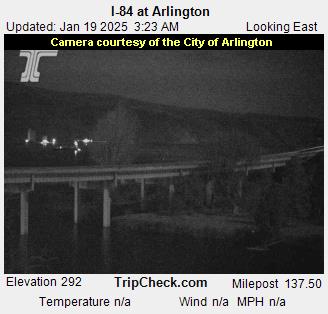 I-84 at Arlington
Updated: Jan 19 2025 3:23 AM Looking East
Camera courtesy of the City of Arlington
Elevation 292 TripCheck.com Milepost 137.50
Temperature n/a Wind n/a MPH n/a